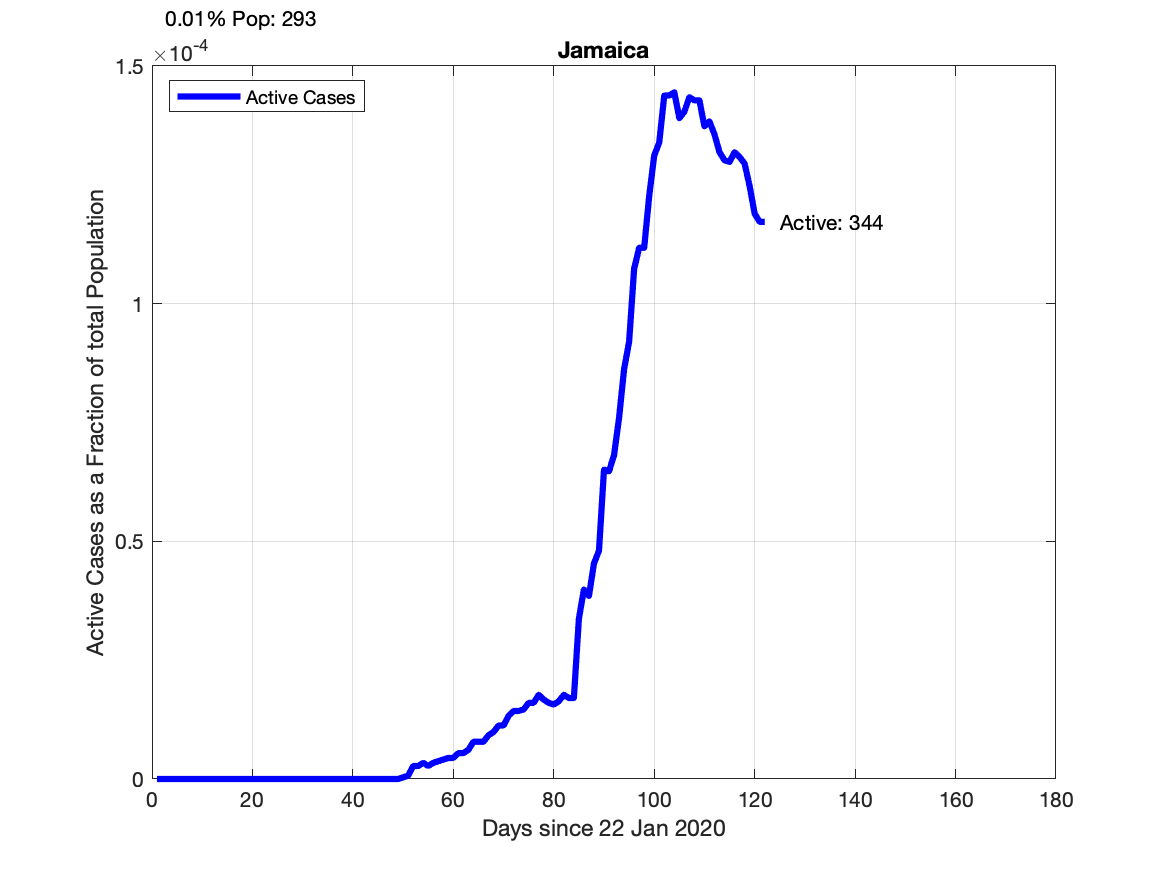 0.01% Pop: 293
×10-4
Jamaica
Active Cases
Active: 344
Active Cases as a Fraction of total Population
1.5
1
0.5
0
0 20 40 60 80 100 120 140 160 180
Days since 22 Jan 2020